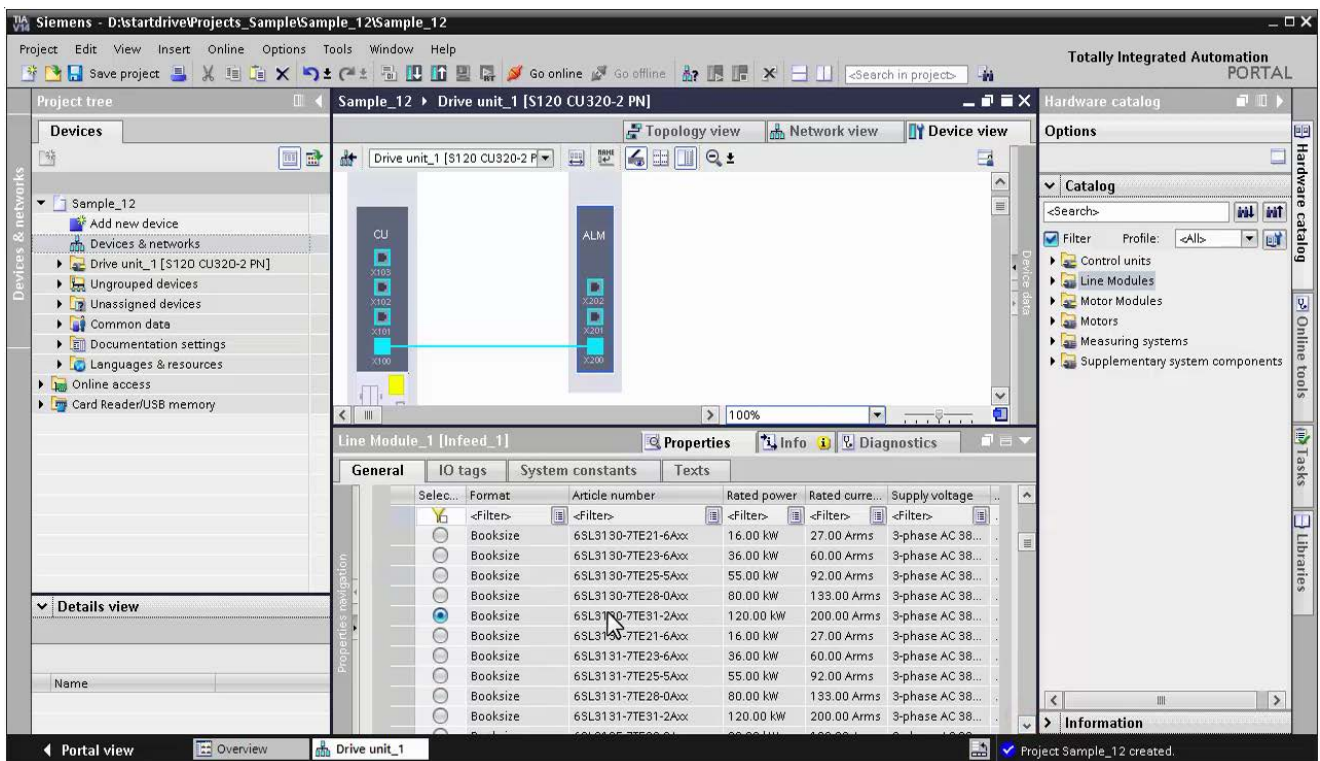 TIA V14 Siemens - D:\startdrive\Projects_Sample\Sample_12\Sample_12
Project Edit View Insert Online Options Tools Window Help
Totally Integrated Automation
PORTAL
Save project Go online Go offline <Search in project>
Project tree
Devices
Sample_12
Add new device
Devices & networks
Drive unit_1 [S120 CU320-2 PN]
Ungrouped devices
Unassigned devices
Common data
Documentation settings
Languages & resources
Online access
Card Reader/USB memory
Details view
Name
Devices & networks
Sample_12 Drive unit_1 [S120 CU320-2 PN]
Topology view Network view Device view
Drive unit_1 [S120 CU320-2 P
CU
X103
X102
X101
X100
ALM
X202
X201
X200
Device data
100%
Line Module_1 [Infeed_1]
Properties Info Diagnostics
General IO tags System constants Texts
Properties navigation
Selec... Format Article number Rated power Rated curre... Supply voltage ..
<Filter> <Filter> <Filter> <Filter> <Filter>
Booksize 6SL3130-7TE21-6Axx 16.00 kW 27.00 Arms 3-phase AC 38...
Booksize 6SL3130-7TE23-6Axx 36.00 kW 60.00 Arms 3-phase AC 38...
Booksize 6SL3130-7TE25-5Axx 55.00 kW 92.00 Arms 3-phase AC 38...
Booksize 6SL3130-7TE28-0Axx 80.00 kW 133.00 Arms 3-phase AC 38...
Booksize 6SL3130-7TE31-2Axx 120.00 kW 200.00 Arms 3-phase AC 38...
Booksize 6SL3131-7TE21-6Axx 16.00 kW 27.00 Arms 3-phase AC 38...
Booksize 6SL3131-7TE23-6Axx 36.00 kW 60.00 Arms 3-phase AC 38...
Booksize 6SL3131-7TE25-5Axx 55.00 kW 92.00 Arms 3-phase AC 38...
Booksize 6SL3131-7TE28-0Axx 80.00 kW 133.00 Arms 3-phase AC 38...
Booksize 6SL3131-7TE31-2Axx 120.00 kW 200.00 Arms 3-phase AC 38...
Hardware catalog
Options
Catalog
<Search>
Filter Profile: <All>
Control units
Line Modules
Motor Modules
Motors
Measuring systems
Supplementary system components
Information
Hardware catalog
Online tools
Tasks
Libraries
Portal view Overview Drive unit_1 Project Sample_12 created.